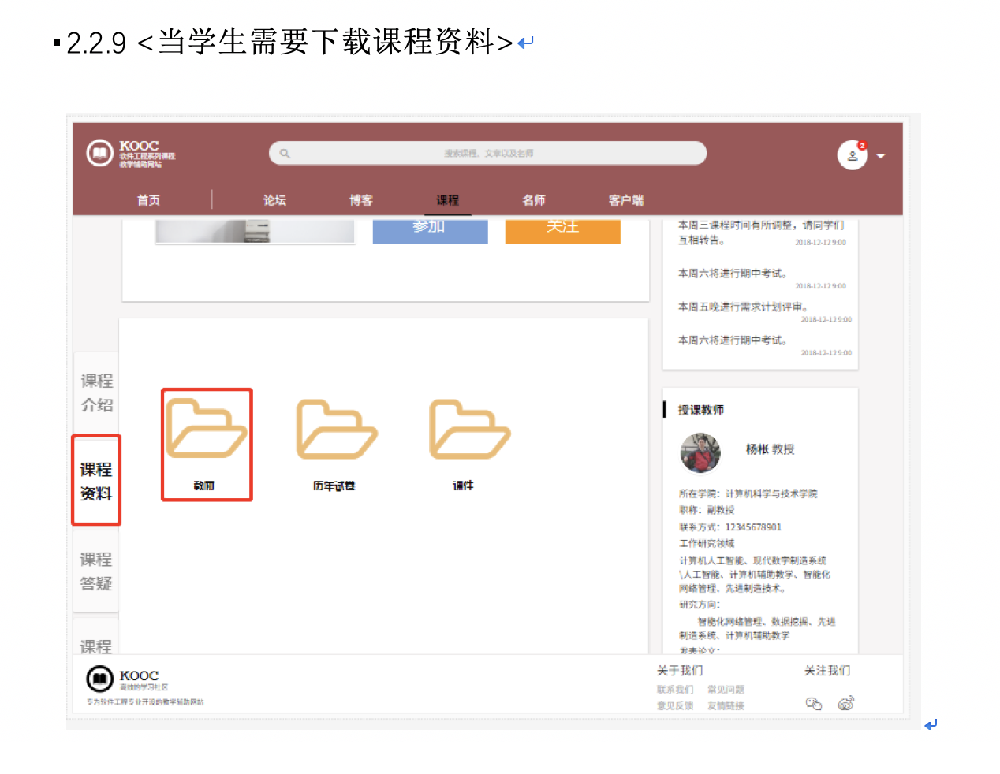 2.2.9 <当学生需要下载课程资料>
KOOC
软件工程系列课程
教学辅助网站
搜索课程、文章以及名师
2
首页
论坛
博客
课程
名师
客户端
参加
关注
本周三课程时间有所调整，请同学们
互相转告。
2018-12-12 9:00
本周六将进行期中考试。
2018-12-12 9:00
本周五晚进行需求计划评审。
2018-12-12 9:00
本周六将进行期中考试。
2018-12-12 9:00
课程
介绍
课程
资料
课程
答疑
课程
历年试卷
课件
授课教师
杨枨 教授
所在学院：计算机科学与技术学院
职称：副教授
联系方式：12345678901
工作研究领域
计算机人工智能、现代数字制造系统
\人工智能、计算机辅助教学、智能化
网络管理、先进制造技术。
研究方向：
智能化网络管理、数据挖掘、先进
制造系统、计算机辅助教学
发表论文：
KOOC
高效的学习社区
专为软件工程专业开设的教学辅助网站
关于我们
关注我们
联系我们 常见问题
意见反馈 友情链接